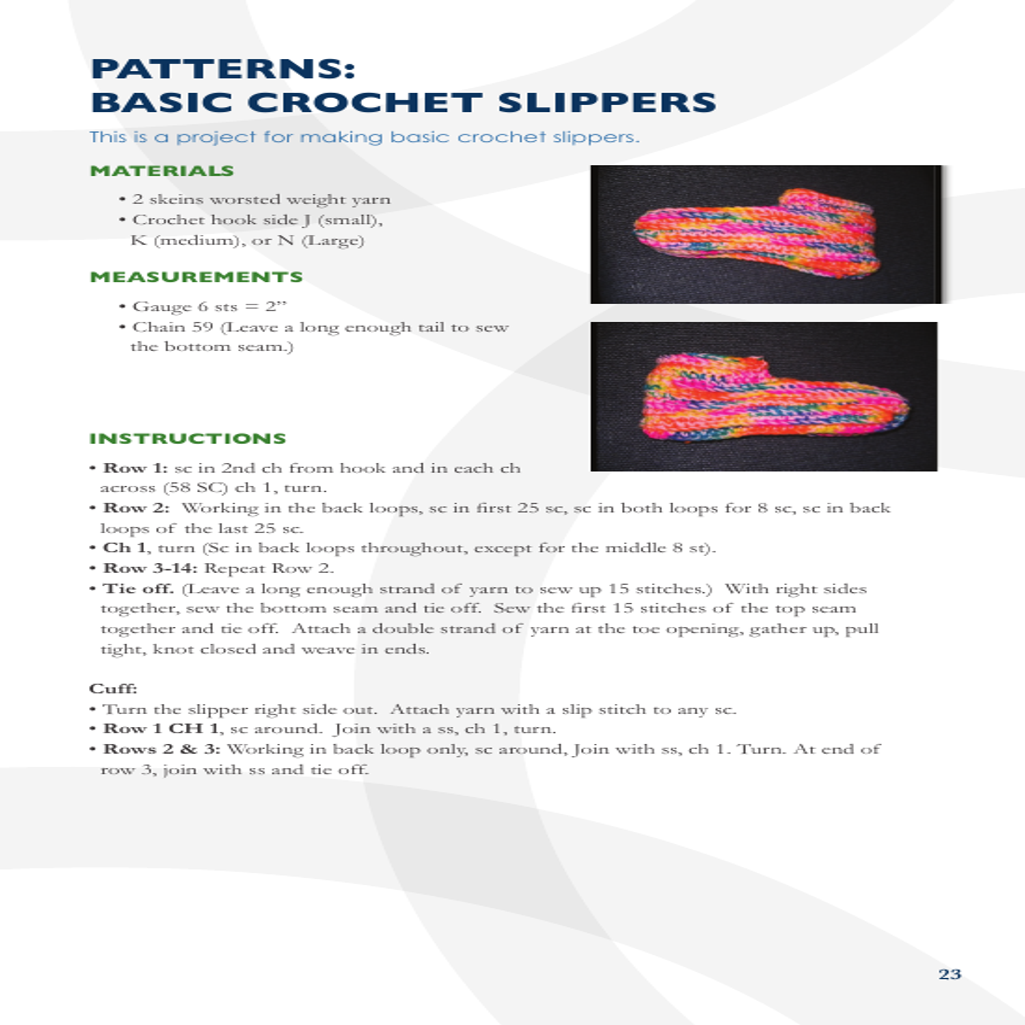 PATTERNS:
BASIC CROCHET SLIPPERS
This is a project for making basic crochet slippers.
MATERIALS
• 2 skeins worsted weight yarn
• Crochet hook side J (small),
K (medium), or N (Large)
MEASUREMENTS
• Gauge 6 sts = 2”
• Chain 59 (Leave a long enough tail to sew
the bottom seam.)
INSTRUCTIONS
• Row 1: sc in 2nd ch from hook and in each ch
across (58 SC) ch 1, turn.
• Row 2:  Working in the back loops, sc in first 25 sc, sc in both loops for 8 sc, sc in back
loops of the last 25 sc.
• Ch 1, turn (Sc in back loops throughout, except for the middle 8 st).
• Row 3-14: Repeat Row 2.
• Tie off. (Leave a long enough strand of yarn to sew up 15 stitches.)  With right sides
together, sew the bottom seam and tie off.  Sew the first 15 stitches of the top seam
together and tie off.  Attach a double strand of yarn at the toe opening, gather up, pull
tight, knot closed and weave in ends.
Cuff:
• Turn the slipper right side out.  Attach yarn with a slip stitch to any sc.
• Row 1 CH 1, sc around.  Join with a ss, ch 1, turn.
• Rows 2 & 3: Working in back loop only, sc around, Join with ss, ch 1. Turn. At end of
row 3, join with ss and tie off.
23